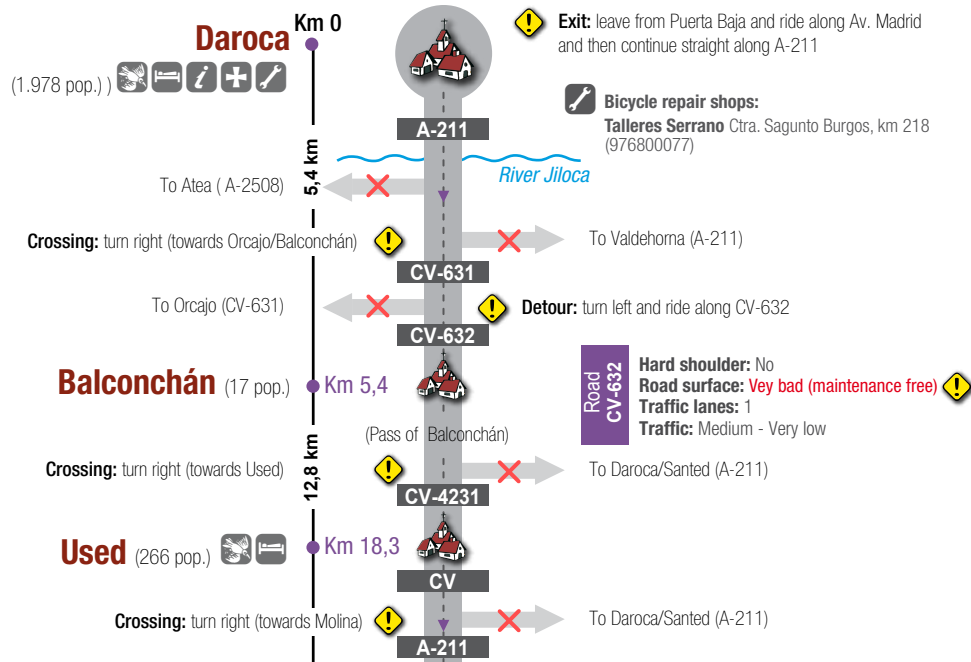 Km 0
Daroca
(1.978 pop.) )
Exit: leave from Puerta Baja and ride along Av. Madrid
and then continue straight along A-211
Bicycle repair shops:
Talleres Serrano Ctra. Sagunto Burgos, km 218
(976800077)
A-211
River Jiloca
5,4 km
To Atea ( A-2508)
Crossing: turn right (towards Orcajo/Balconchán)
To Valdehorna (A-211)
CV-631
To Orcajo (CV-631)
Detour: turn left and ride along CV-632
CV-632
Balconchán (17 pop.)
Km 5,4
Road
CV-632
Hard shoulder: No
Road surface: Vey bad (maintenance free)
Traffic lanes: 1
Traffic: Medium - Very low
(Pass of Balconchán)
12,8 km
Crossing: turn right (towards Used)
To Daroca/Santed (A-211)
CV-4231
Used (266 pop.)
Km 18,3
CV
Crossing: turn right (towards Molina)
To Daroca/Santed (A-211)
A-211